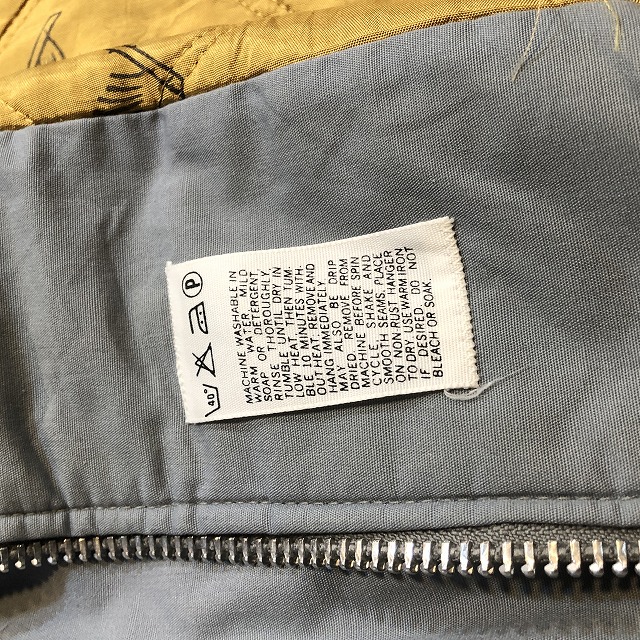 40°
P
MACHINE WASHABLE IN
WARM WATER, MILD
SOAP OR DETERGENT,
RINSE THOROUGHLY,
TUMBLE UNTIL DRY IN
LOW HEAT, THEN TUM-
BLE 10 MINUTES WITH-
OUT HEAT. REMOVE AND
HANG IMMEDIATELY.
MAY ALSO BE DRIP
DRIED. REMOVE FROM
MACHINE BEFORE SPIN
CYCLE, SHAKE AND
SMOOTH SEAMS, PLACE
ON NON-RUST HANGER
TO DRY. USE WARM IRON
IF DESIRED. DO NOT
BLEACH OR SOAK.